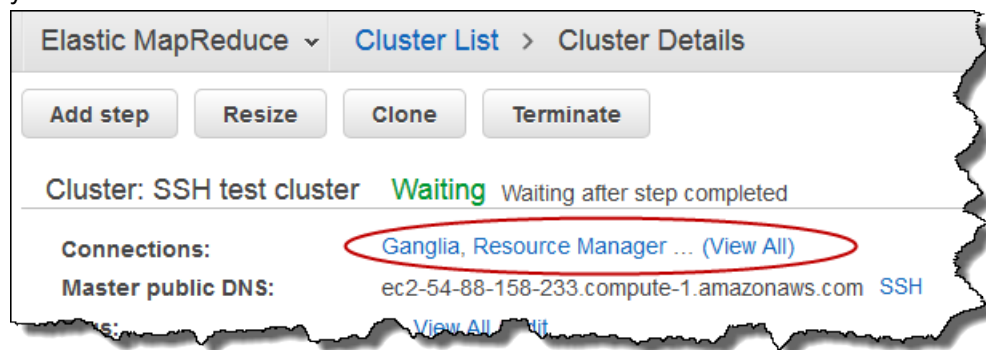 Elastic MapReduce Cluster List > Cluster Details
Add step Resize Clone Terminate
Cluster: SSH test cluster Waiting Waiting after step completed
Connections: Ganglia, Resource Manager ... (View All)
Master public DNS: ec2-54-88-158-233.compute-1.amazonaws.com SSH
View All